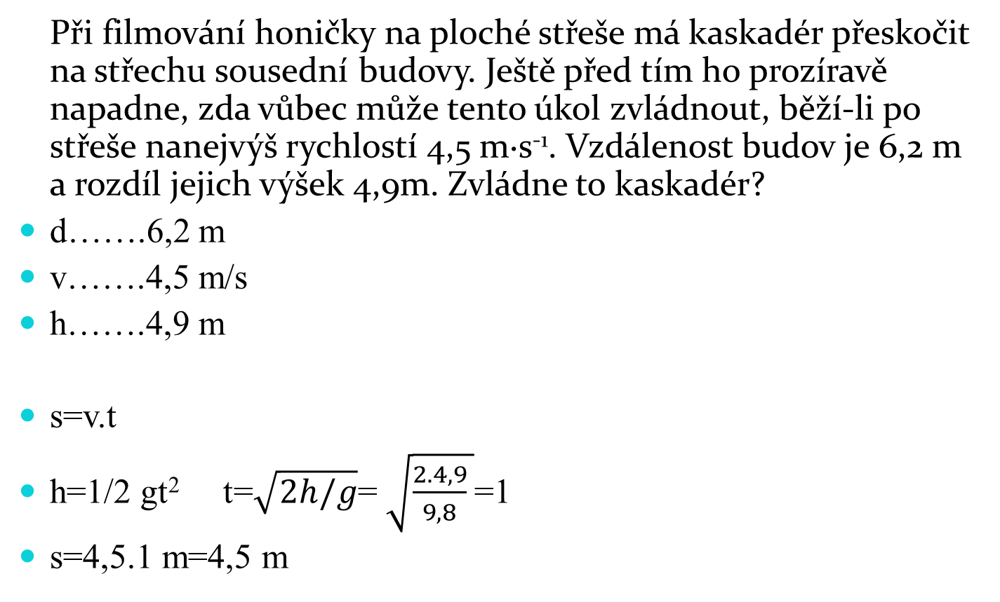 Při filmování honičky na ploché střeše má kaskadér přeskočit
na střechu sousední budovy. Ještě před tím ho prozíravě
napadne, zda vůbec může tento úkol zvládnout, běží-li po
střeše nanejvýš rychlostí 4,5 m·s⁻¹. Vzdálenost budov je 6,2 m
a rozdíl jejich výšek 4,9m. Zvládne to kaskadér?
• d…….6,2 m
• v…….4,5 m/s
• h…….4,9 m
• s=v.t
• h=1/2 gt² t=√2h/g= √2.4,9/9,8 =1
• s=4,5.1 m=4,5 m